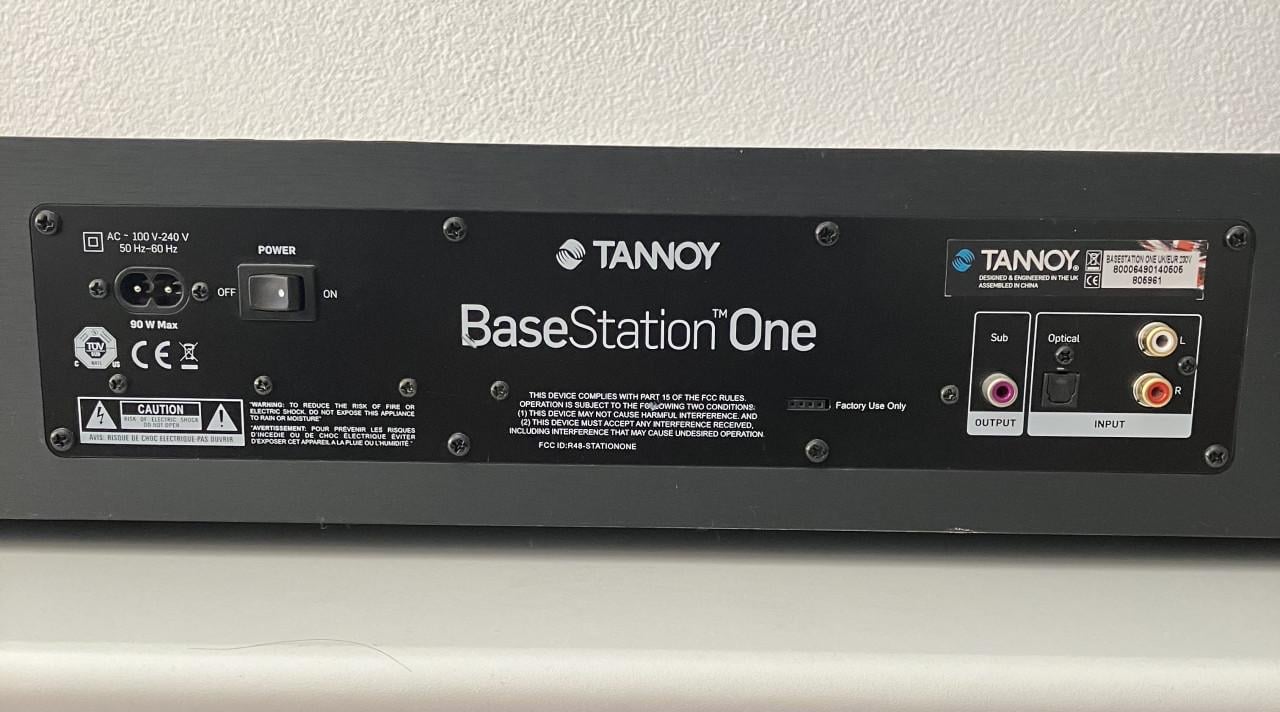 AC ~ 100 V-240 V
50 Hz-60 Hz
POWER
OFF
ON
90 W Max
TÜV
SUD
C
US
CE
CAUTION
RISK OF ELECTRIC SHOCK
DO NOT OPEN
AVIS: RISQUE DE CHOC ELECTRIQUE-PAS OUVRIR
"WARNING: TO REDUCE THE RISK OF FIRE OR
ELECTRIC SHOCK. DO NOT EXPOSE THIS APPLIANCE
TO RAIN OR MOISTURE"
"AVERTISSEMENT: POUR PRÉVENIR LES RISQUES
D'INCEDIE OU DE CHOC ÉLECTRIQUE ÉVITER
D'EXPOSER CET APPAREIL A LA PLUIE OU L'HUMIDITÉ"
TANNOY
BaseStation™One
THIS DEVICE COMPLIES WITH PART 15 OF THE FCC RULES.
OPERATION IS SUBJECT TO THE FOLLOWING TWO CONDITIONS:
(1) THIS DEVICE MAY NOT CAUSE HARMFUL INTERFERENCE. AND
(2) THIS DEVICE MUST ACCEPT ANY INTERFERENCE RECEIVED,
INCLUDING INTERFERENCE THAT MAY CAUSE UNDESIRED OPERATION.
FCC ID:R48-STATIONONE
Factory Use Only
TANNOY®
DESIGNED & ENGINEERED IN THE UK
ASSEMBLED IN CHINA
CE
BASESTATION ONE UK/EUR 230V
80006490140505
805961
Sub
OUTPUT
Optical
L
R
INPUT